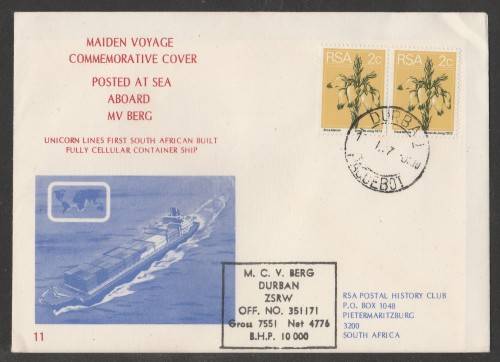 MAIDEN VOYAGE
COMMEMORATIVE COVER
POSTED AT SEA
ABOARD
MV BERG
UNICORN LINES FIRST SOUTH AFRICAN BUILT
FULLY CELLULAR CONTAINER SHIP
RSA 2c
RSA 2c
DURBAN
PAQUEBOT
M. C. V. BERG
DURBAN
ZSRW
OFF. NO. 351171
Gross 7551 Net 4776
B.H.P. 10 000
RSA POSTAL HISTORY CLUB
P.O. BOX 1048
PIETERMARITZBURG
3200
SOUTH AFRICA
11